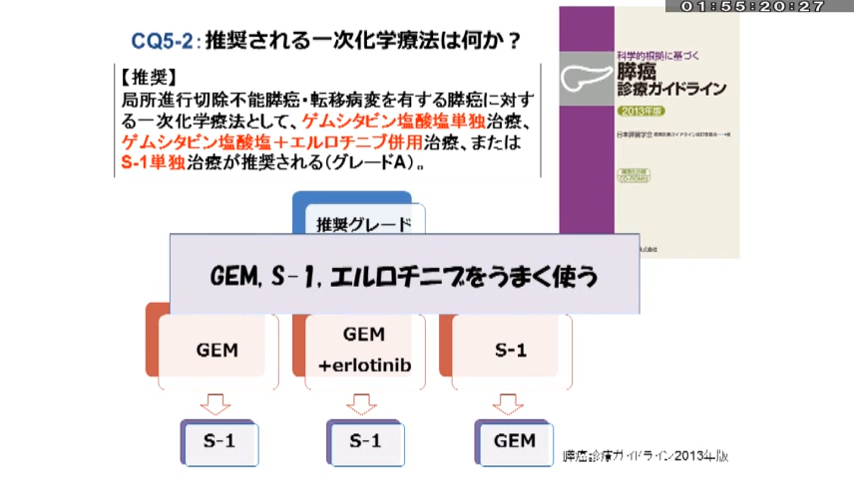 01:55:20:27
CQ5-2:推奨される一次化学療法は何か?
【推奨】
局所進行切除不能膵癌・転移病変を有する膵癌に対す
る一次化学療法として、ゲムシタビン塩酸塩単独治療、
ゲムシタビン塩酸塩+エルロチニブ併用治療、または
S-1単独治療が推奨される(グレードA)。
科学的根拠に基づく
膵癌
診療ガイドライン
2013年版
日本膵臓学会
推奨グレード
GEM, S-1, エルロチニブをうまく使う
GEM
GEM
+erlotinib
S-1
S-1
S-1
GEM
膵癌診療ガイドライン2013年版